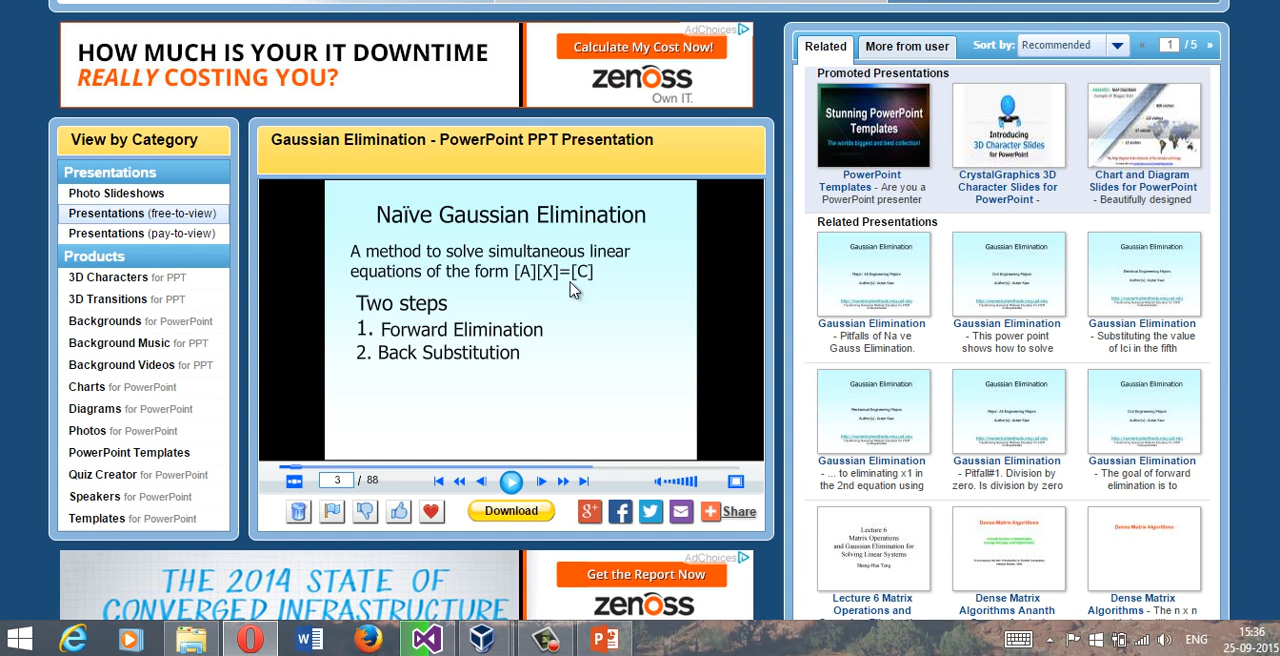 AdChoices
HOW MUCH IS YOUR IT DOWNTIME
REALLY COSTING YOU?
Calculate My Cost Now!
zenoss
Own IT.
View by Category
Presentations
Photo Slideshows
Presentations (free-to-view)
Presentations (pay-to-view)
Products
3D Characters for PPT
3D Transitions for PPT
Backgrounds for PowerPoint
Background Music for PPT
Background Videos for PPT
Charts for PowerPoint
Diagrams for PowerPoint
Photos for PowerPoint
PowerPoint Templates
Quiz Creator for PowerPoint
Speakers for PowerPoint
Templates for PowerPoint
Gaussian Elimination - PowerPoint PPT Presentation
Naïve Gaussian Elimination
A method to solve simultaneous linear
equations of the form [A][X]=[C]
Two steps
1. Forward Elimination
2. Back Substitution
3 / 88
Download
Share
AdChoices
THE 2014 STATE OF
CONVERGED INFRASTRUCTURE
Get the Report Now
zenoss
Related
More from user
Sort by: Recommended
« 1 / 5 »
Promoted Presentations
Stunning PowerPoint
Templates
The worlds biggest and best collection!
PowerPoint
Templates - Are you a
PowerPoint presenter
Introducing
3D Character Slides
for PowerPoint
CrystalGraphics 3D
Character Slides for
PowerPoint -
Chart and Diagram
Slides for PowerPoint
- Beautifully designed
Related Presentations
Gaussian Elimination
Gaussian Elimination
- Pitfalls of Na ve
Gauss Elimination.
Gaussian Elimination
Gaussian Elimination
- This power point
shows how to solve
Gaussian Elimination
Gaussian Elimination
- Substituting the value
of Ici in the fifth
Gaussian Elimination
Gaussian Elimination
- ... to eliminating x1 in
the 2nd equation using
Gaussian Elimination
Gaussian Elimination
- Pitfall#1. Division by
zero. Is division by zero
Gaussian Elimination
Gaussian Elimination
- The goal of forward
elimination is to
Lecture 6
Matrix Operations
and Gaussian Elimination for
Solving Linear Systems
Lecture 6 Matrix
Operations and
Dense Matrix Algorithms
Dense Matrix
Algorithms Ananth
Dense Matrix Algorithms
Dense Matrix
Algorithms - The n x n
ENG
15:36
25-09-2015